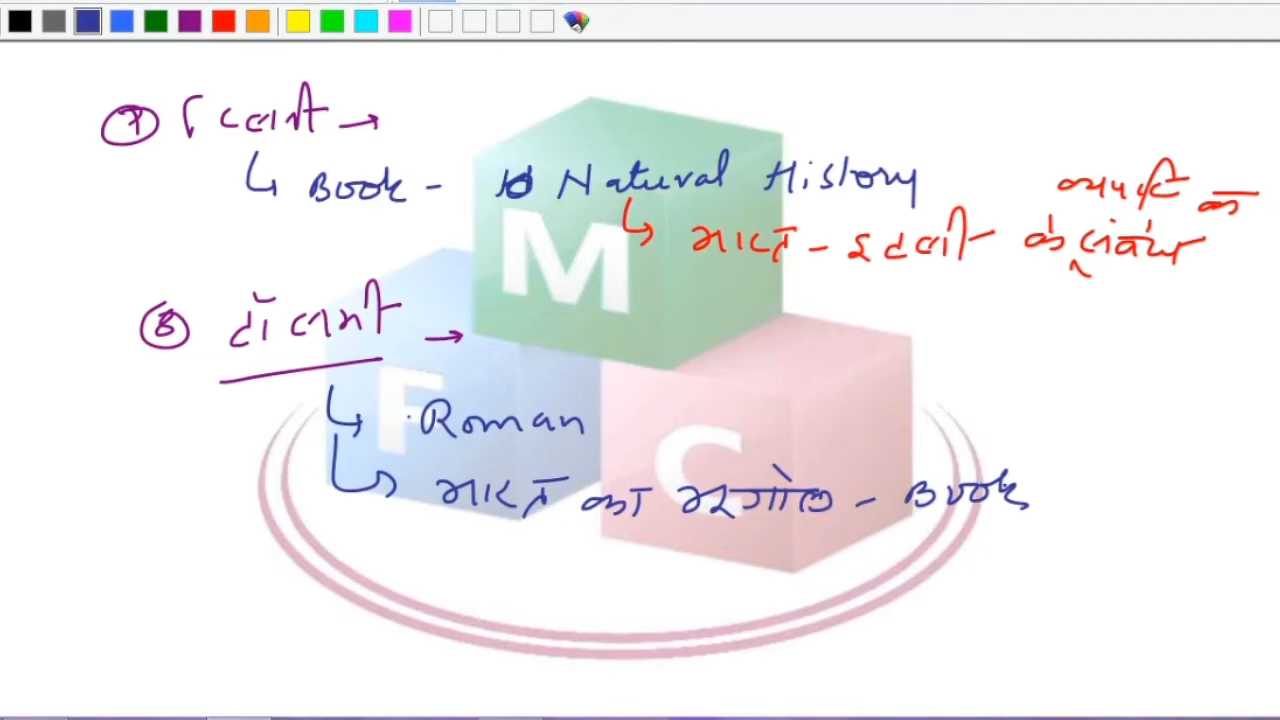 ⑦ प्लिनी →
↳ Book - Natural History
↳ भारत - इटली के संबंध
⑧ टॉलमी →
↳ Roman
↳ भारत का भूगोल - Book
M
F
C